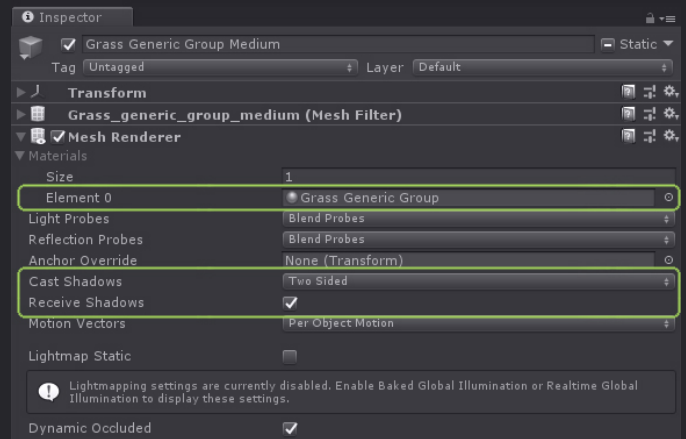 Inspector
Grass Generic Group Medium Static
Tag Untagged Layer Default
Transform
Grass_generic_group_medium (Mesh Filter)
Mesh Renderer
Materials
Size 1
Element 0 Grass Generic Group
Light Probes Blend Probes
Reflection Probes Blend Probes
Anchor Override None (Transform)
Cast Shadows Two Sided
Receive Shadows
Motion Vectors Per Object Motion
Lightmap Static
Lightmapping settings are currently disabled. Enable Baked Global Illumination or Realtime Global
Illumination to display these settings.
Dynamic Occluded